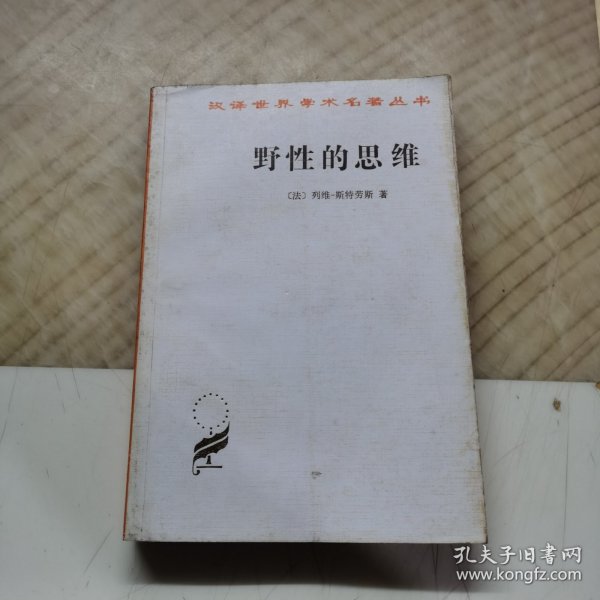 汉译世界学术名著丛书
野性的思维
〔法〕列维-斯特劳斯 著
孔夫子旧书网
www.kongfz.com